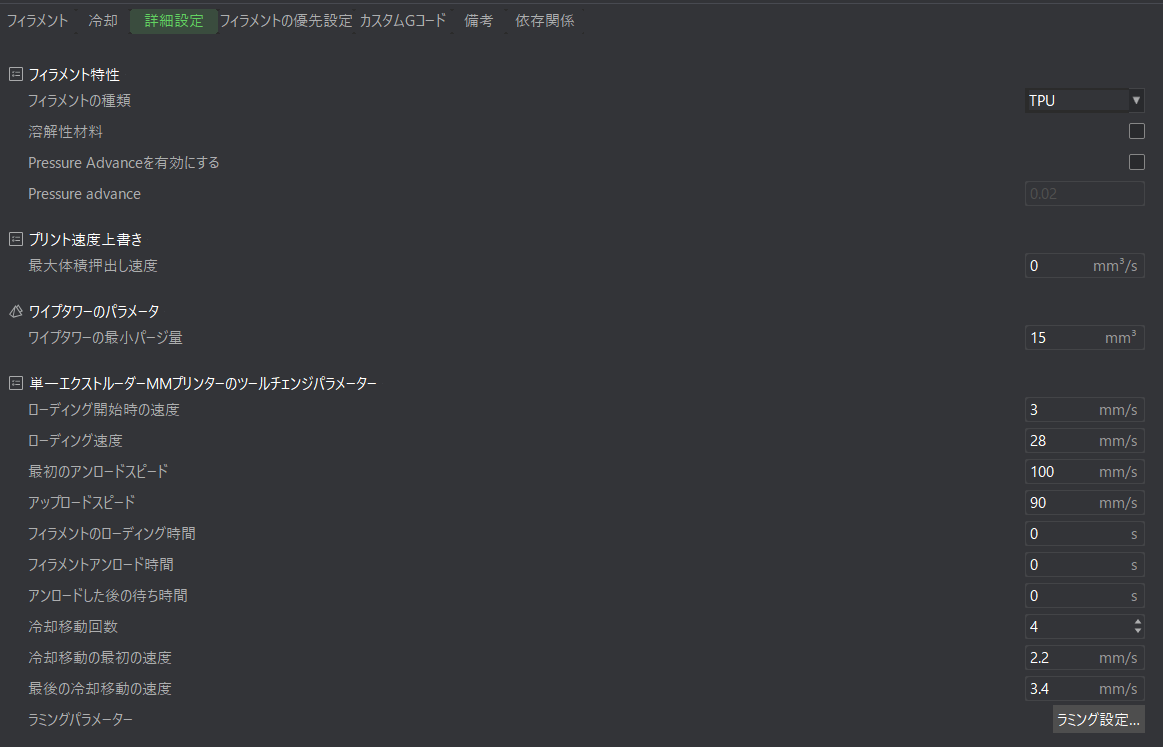 フィラメント 冷却 詳細設定 フィラメントの優先設定 カスタムGコード 備考 依存関係
フィラメント特性
フィラメントの種類 TPU
溶解性材料
Pressure Advanceを有効にする
Pressure advance 0.02
プリント速度上書き
最大体積押出し速度 0 mm³/s
ワイプタワーのパラメータ
ワイプタワーの最小パージ量 15 mm³
単一エクストルーダーMMプリンターのツールチェンジパラメーター
ローディング開始時の速度 3 mm/s
ローディング速度 28 mm/s
最初のアンロードスピード 100 mm/s
アップロードスピード 90 mm/s
フィラメントのローディング時間 0 s
フィラメントアンロード時間 0 s
アンロードした後の待ち時間 0 s
冷却移動回数 4
冷却移動の最初の速度 2.2 mm/s
最後の冷却移動の速度 3.4 mm/s
ラミングパラメーター ラミング設定...